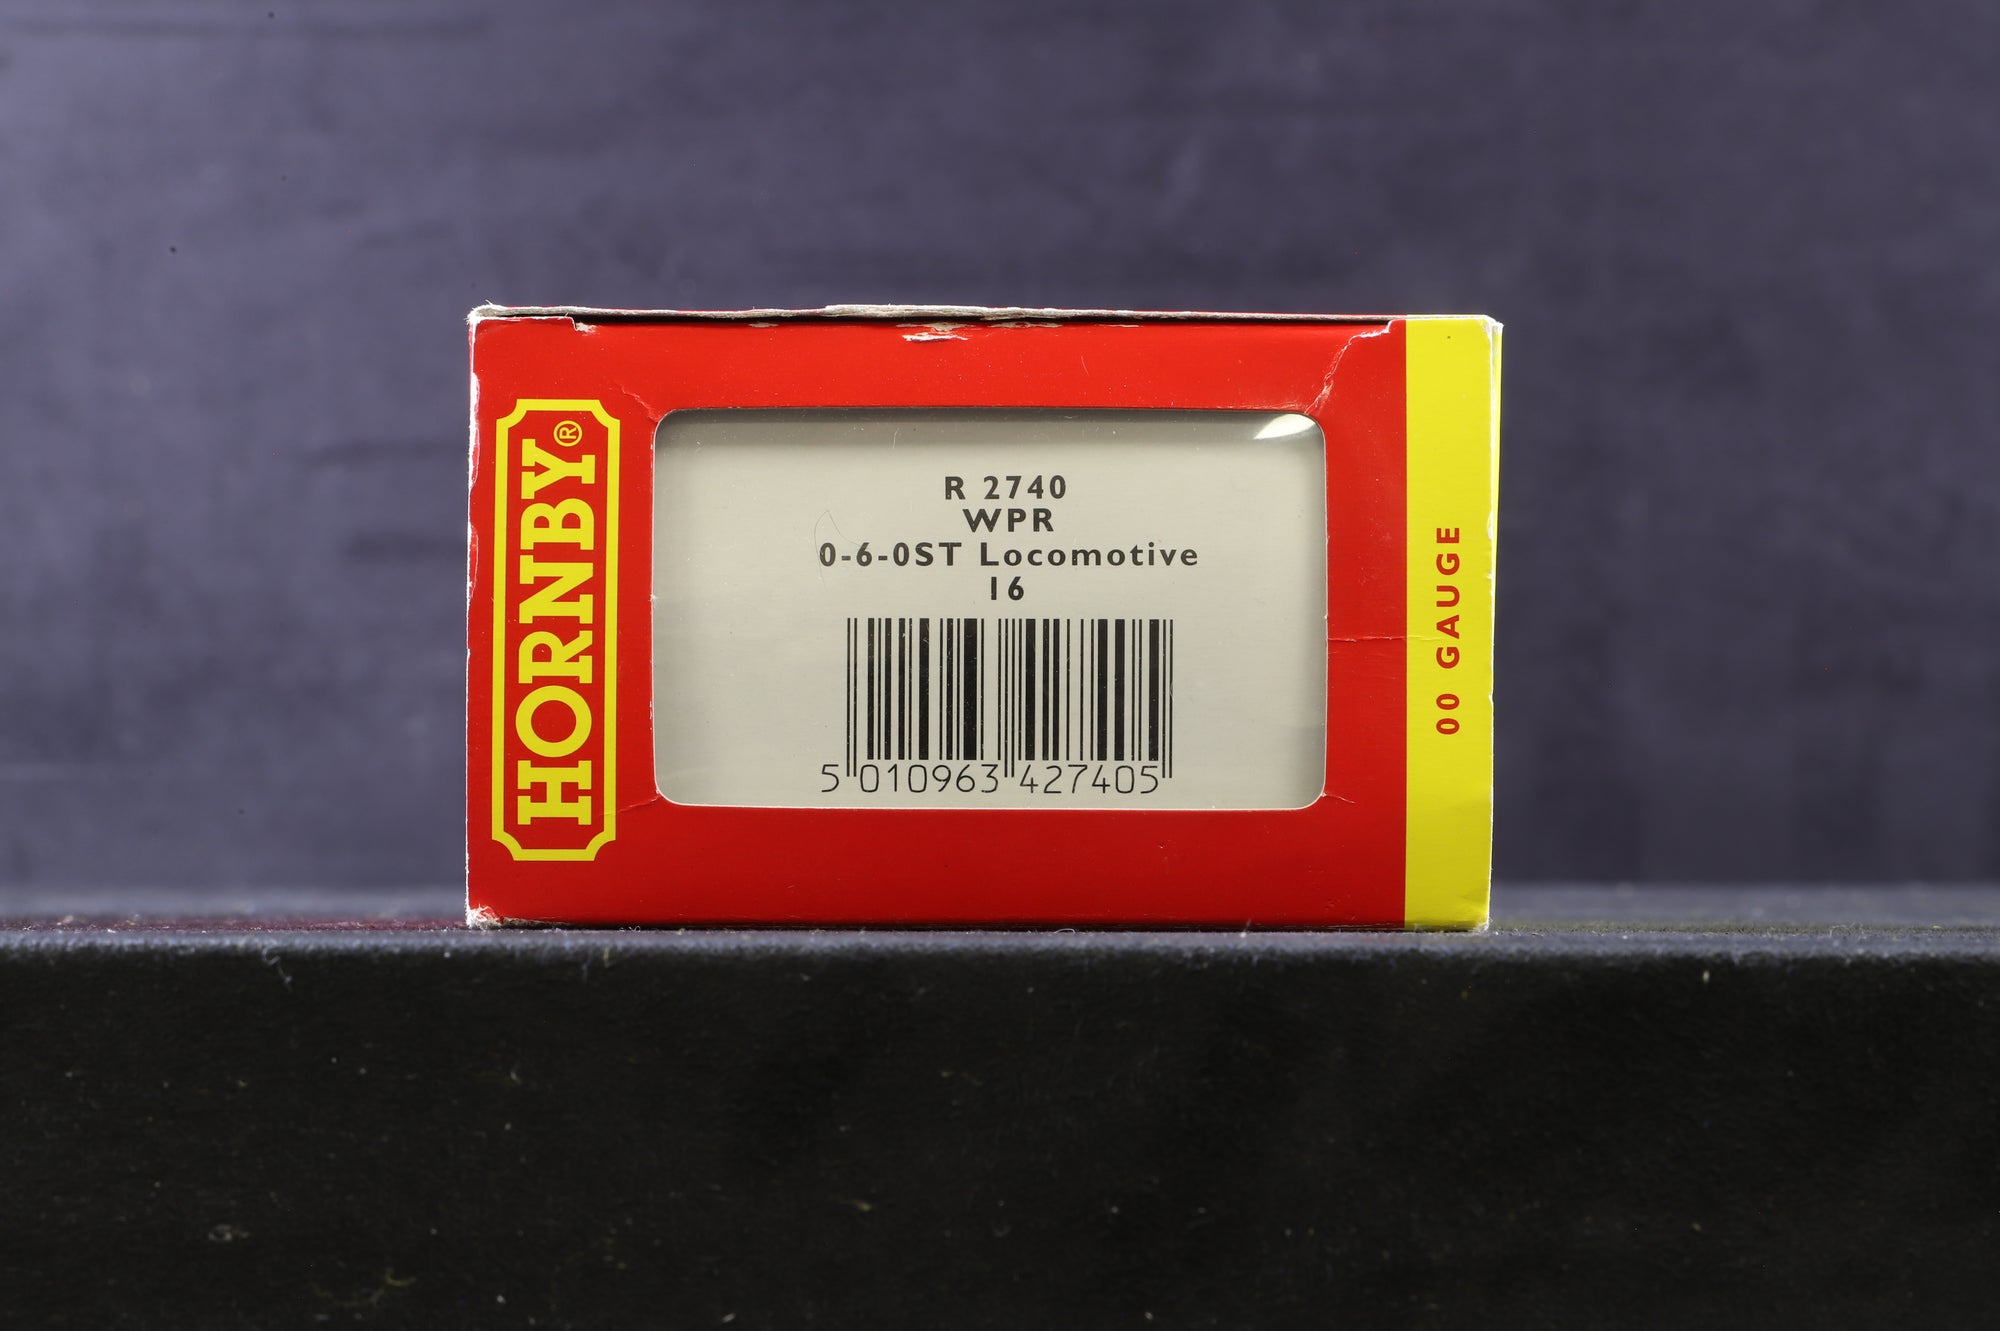 HORNBY®
R 2740
WPR
0-6-0ST Locomotive
16
5 010963 427405
00 GAUGE